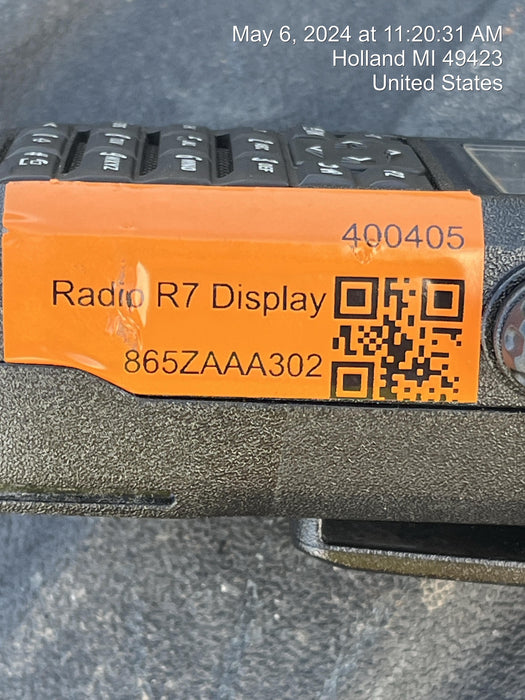 May 6, 2024 at 11:20:31 AM
Holland MI 49423
United States
400405
Radio R7 Display
865ZAAA302